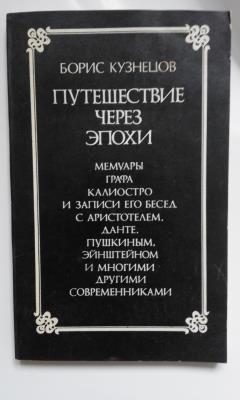 БОРИС КУЗНЕЦОВ
ПУТЕШЕСТВИЕ
ЧЕРЕЗ
ЭПОХИ
МЕМУАРЫ
ГРАФА
КАЛИОСТРО
И ЗАПИСИ ЕГО БЕСЕД
С АРИСТОТЕЛЕМ,
ДАНТЕ,
ПУШКИНЫМ,
ЭЙНШТЕЙНОМ
И МНОГИМИ
ДРУГИМИ
СОВРЕМЕННИКАМИ